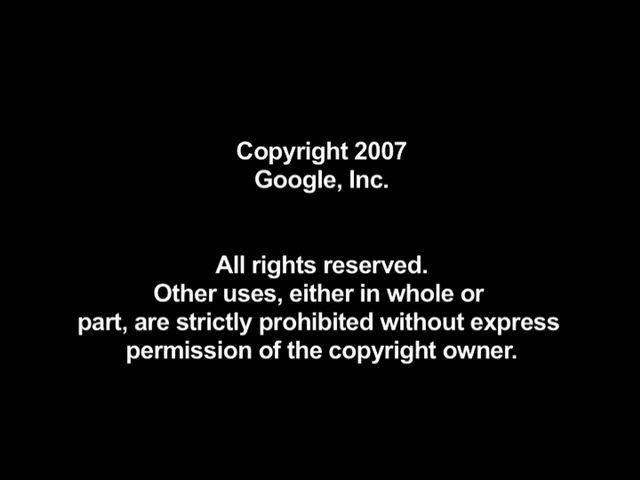 Copyright 2007
Google, Inc.
All rights reserved.
Other uses, either in whole or
part, are strictly prohibited without express
permission of the copyright owner.